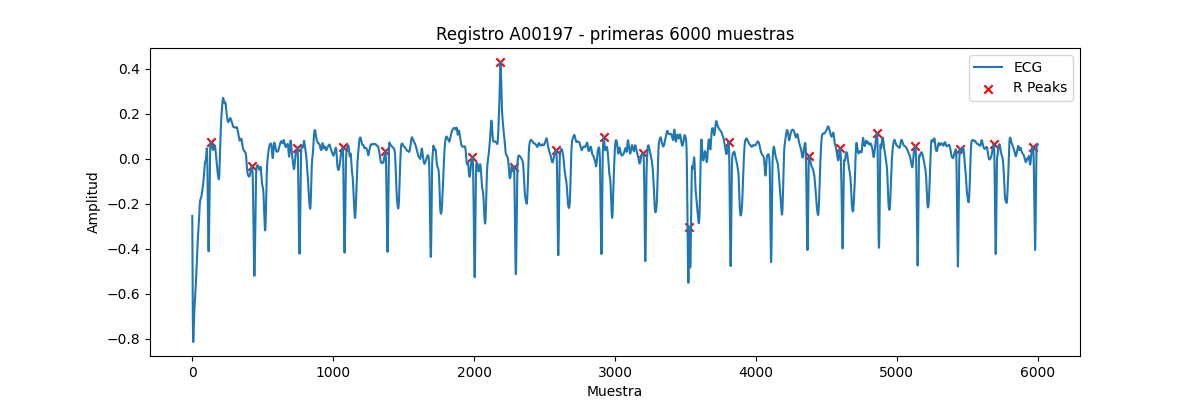 Registro A00197 - primeras 6000 muestras
ECG
R Peaks
Amplitud
0.4
0.2
0.0
−0.2
−0.4
−0.6
−0.8
0 1000 2000 3000 4000 5000 6000
Muestra